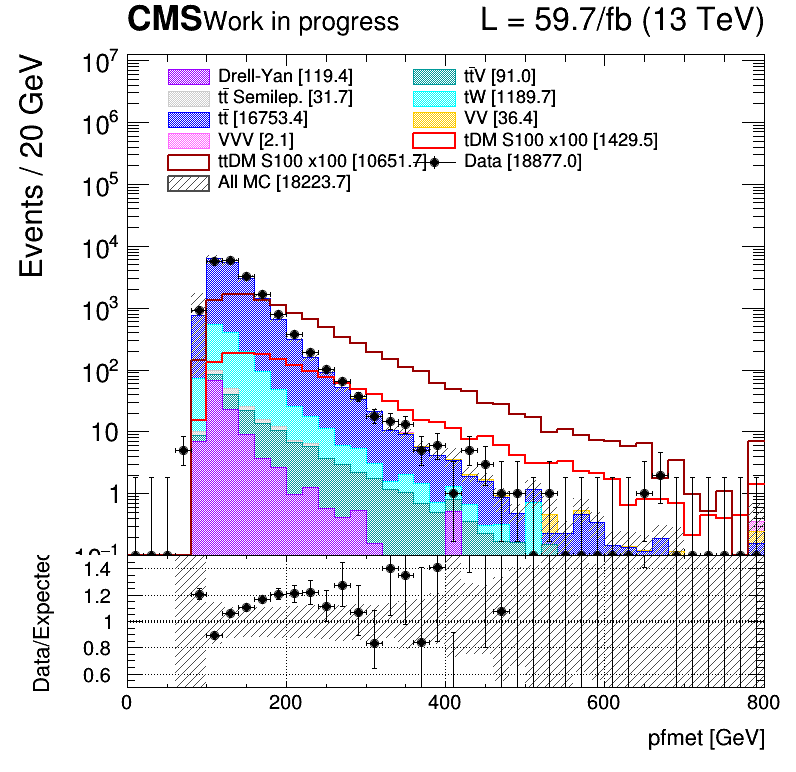 CMS Work in progress L = 59.7/fb (13 TeV)
Events / 20 GeV
10⁷
10⁶
10⁵
10⁴
10³
10²
10
1
10⁻¹
Drell-Yan [119.4]
tt̄V [91.0]
tt̄ Semilep. [31.7]
tW [1189.7]
tt̄ [16753.4]
VV [36.4]
VVV [2.1]
tDM S100 x100 [1429.5]
ttDM S100 x100 [10651.7]
Data [18877.0]
All MC [18223.7]
Data/Expected
1.4
1.2
1
0.8
0.6
0 200 400 600 800
pfmet [GeV]